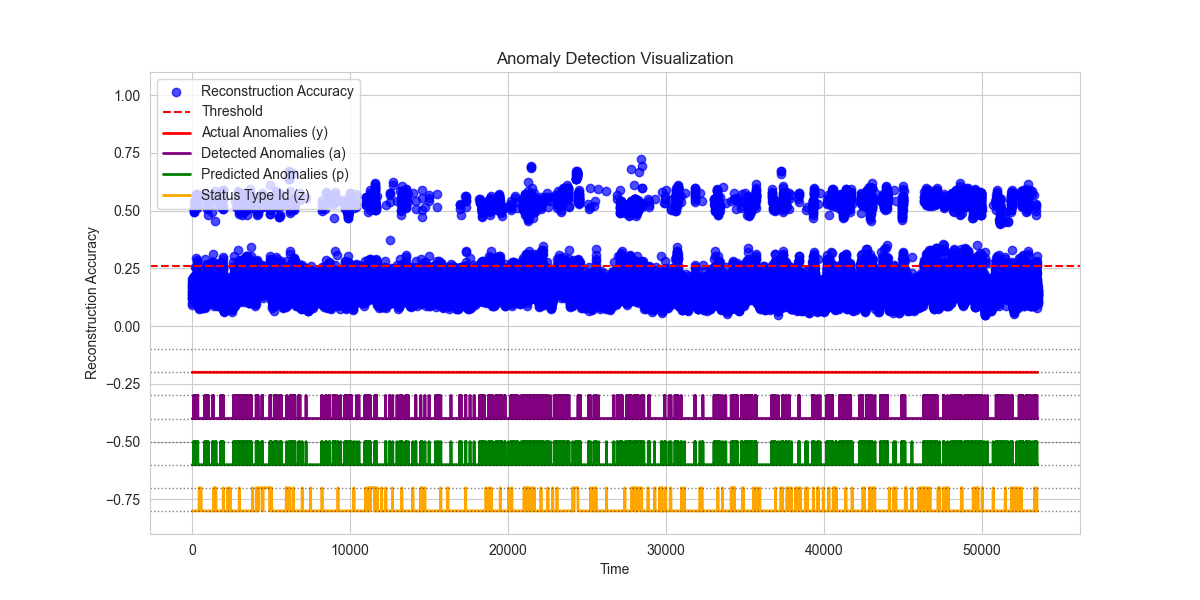 Anomaly Detection Visualization
Reconstruction Accuracy
Threshold
Actual Anomalies (y)
Detected Anomalies (a)
Predicted Anomalies (p)
Status Type Id (z)
Reconstruction Accuracy
1.00
0.75
0.50
0.25
0.00
−0.25
−0.50
−0.75
0 10000 20000 30000 40000 50000
Time